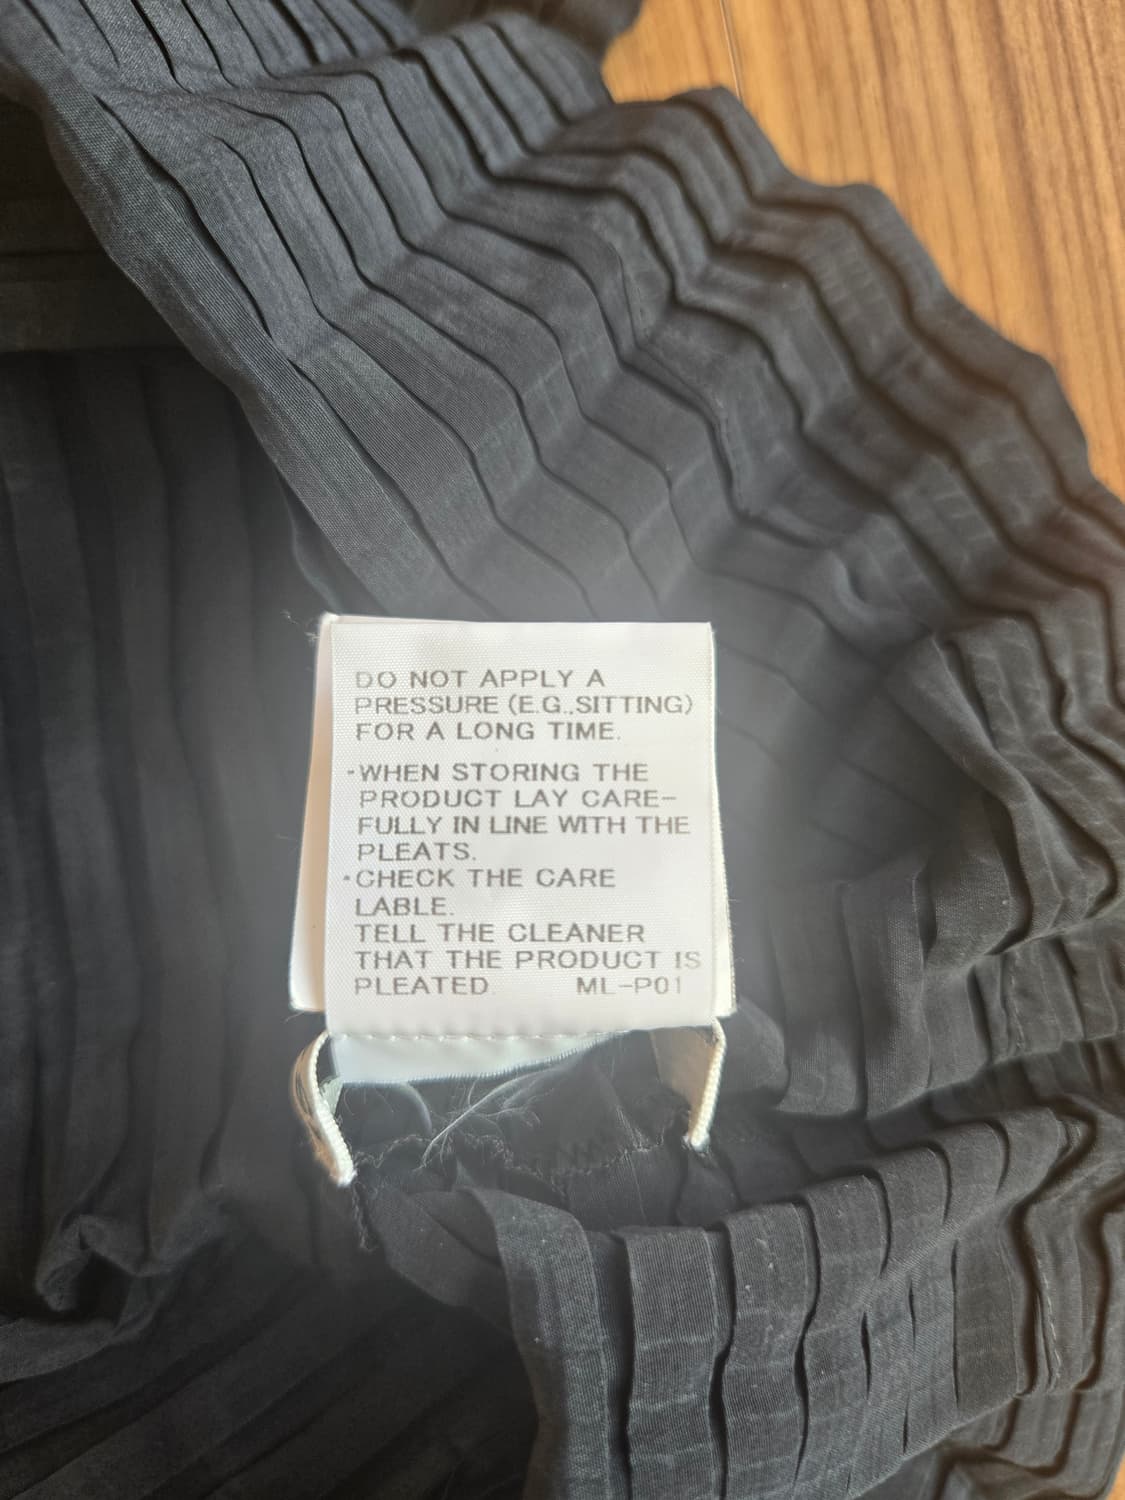 DO NOT APPLY A
PRESSURE (E.G.,SITTING)
FOR A LONG TIME.
·WHEN STORING THE
PRODUCT LAY CARE-
FULLY IN LINE WITH THE
PLEATS.
·CHECK THE CARE
LABLE.
TELL THE CLEANER
THAT THE PRODUCT IS
PLEATED. ML-P01